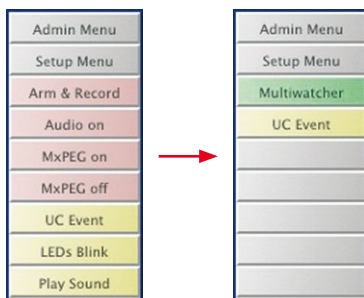 Admin Menu
Setup Menu
Arm & Record
Audio on
MxPEG on
MxPEG off
UC Event
LEDs Blink
Play Sound
Admin Menu
Setup Menu
Multiwatcher
UC Event